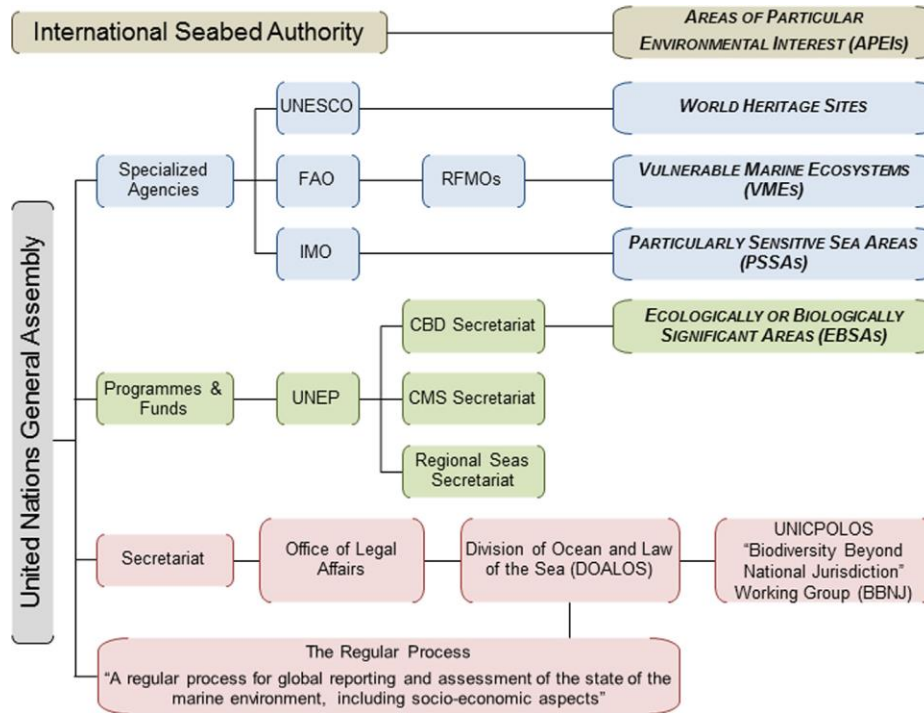 International Seabed Authority
AREAS OF PARTICULAR
ENVIRONMENTAL INTEREST (APEIs)
United Nations General Assembly
Specialized
Agencies
UNESCO
WORLD HERITAGE SITES
FAO
RFMOs
VULNERABLE MARINE ECOSYSTEMS
(VMEs)
IMO
PARTICULARLY SENSITIVE SEA AREAS
(PSSAs)
Programmes &
Funds
UNEP
CBD Secretariat
ECOLOGICALLY OR BIOLOGICALLY
SIGNIFICANT AREAS (EBSAs)
CMS Secretariat
Regional Seas
Secretariat
Secretariat
Office of Legal
Affairs
Division of Ocean and Law
of the Sea (DOALOS)
UNICPOLOS
“Biodiversity Beyond
National Jurisdiction”
Working Group (BBNJ)
The Regular Process
“A regular process for global reporting and assessment of the state of the
marine environment, including socio-economic aspects”